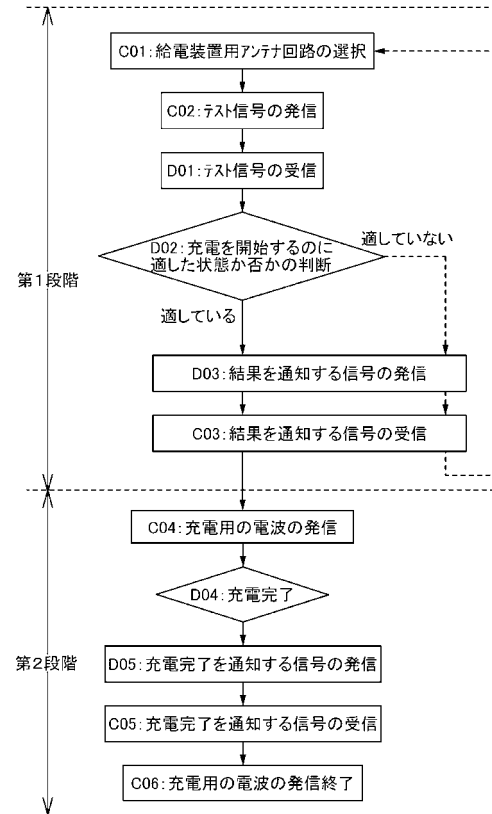 C01:給電装置用アンテナ回路の選択
C02:テスト信号の発信
D01:テスト信号の受信
D02:充電を開始するのに
適した状態か否かの判断
適していない
第1段階
適している
D03:結果を通知する信号の発信
C03:結果を通知する信号の受信
C04:充電用の電波の発信
D04:充電完了
第2段階
D05:充電完了を通知する信号の発信
C05:充電完了を通知する信号の受信
C06:充電用の電波の発信終了